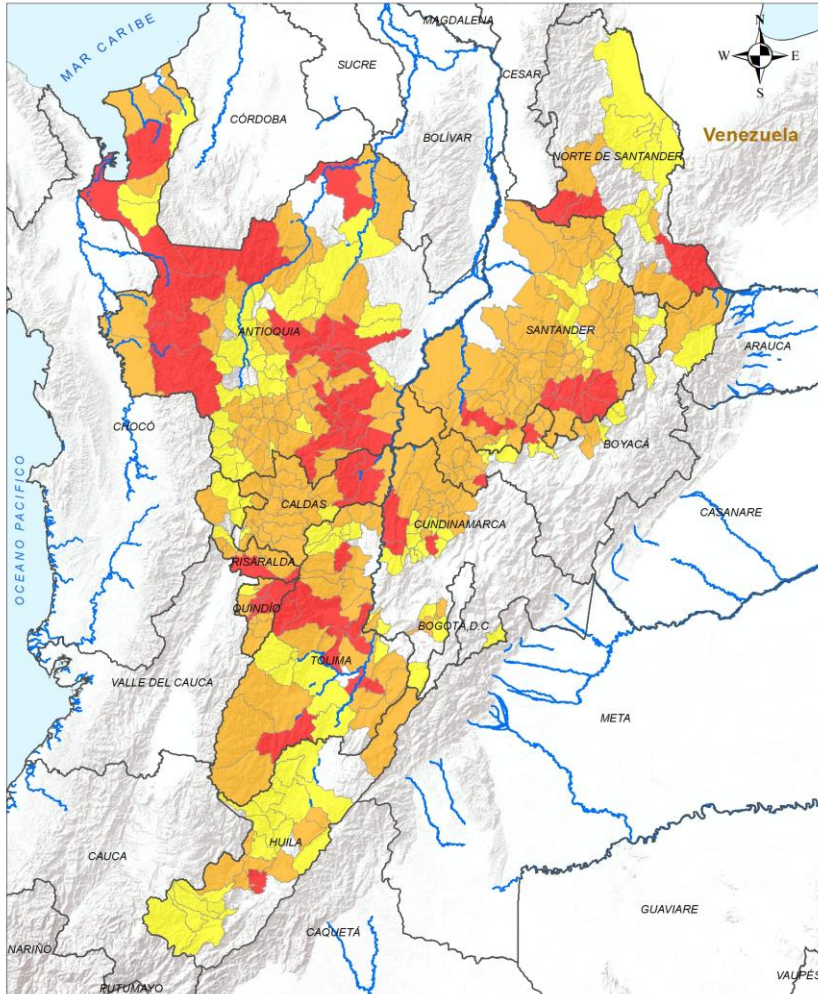 MAGDALENA
MAR CARIBE
N
W E
S
SUCRE
CESAR
CÓRDOBA
BOLÍVAR
Venezuela
NORTE DE SANTANDER
ANTIOQUIA
SANTANDER
ARAUCA
CHOCÓ
BOYACÁ
OCEANO PACIFICO
CALDAS
CUNDINAMARCA
CASANARE
RISARALDA
QUINDÍO
BOGOTÁ, D.C
TOLIMA
VALLE DEL CAUCA
META
HUILA
CAUCA
GUAVIARE
CAQUETÁ
NARIÑO
PUTUMAYO
VAUPÉS